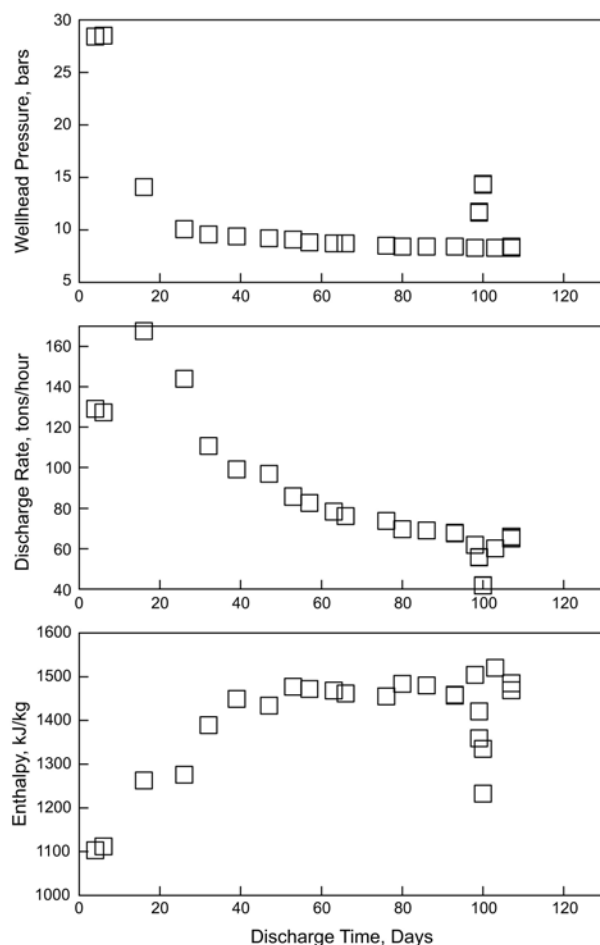 Wellhead Pressure, bars
30
25
20
15
10
5
0 20 40 60 80 100 120
Discharge Rate, tons/hour
160
140
120
100
80
60
40
0 20 40 60 80 100 120
Enthalpy, kJ/kg
1600
1500
1400
1300
1200
1100
1000
0 20 40 60 80 100 120
Discharge Time, Days